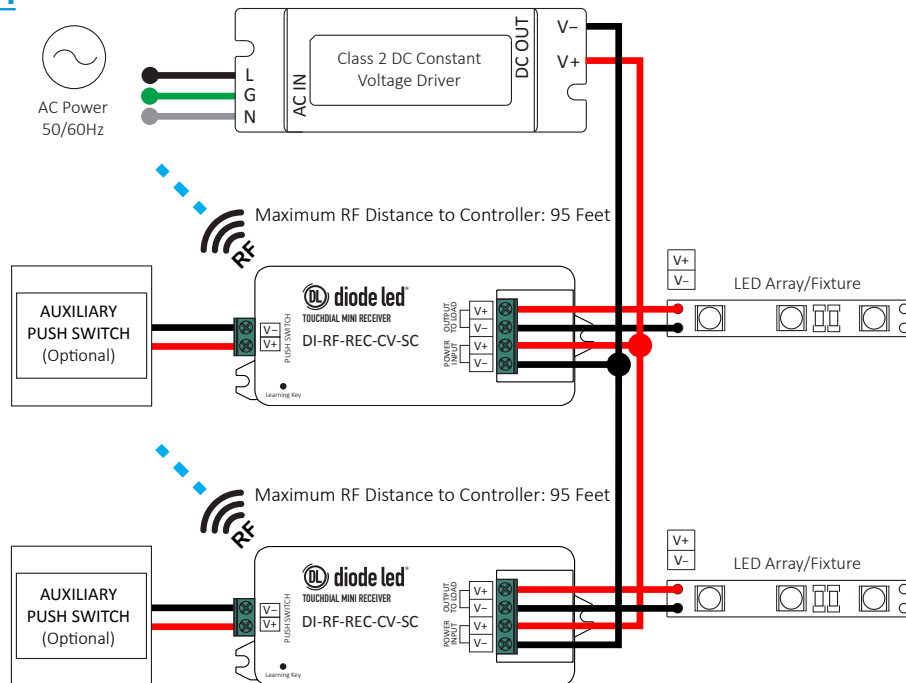 V–
V+
DC OUT
Class 2 DC Constant
Voltage Driver
AC IN
L
G
N
AC Power
50/60Hz
Maximum RF Distance to Controller: 95 Feet
RF
V+
V–
LED Array/Fixture
AUXILIARY
PUSH SWITCH
(Optional)
V–
V+
PUSH SWITCH
DL diode led®
TOUCHDIAL MINI RECEIVER
DI-RF-REC-CV-SC
Learning Key
OUTPUT
TO LOAD
POWER
INPUT
V+
V–
V+
V–
Maximum RF Distance to Controller: 95 Feet
RF
V+
V–
LED Array/Fixture
AUXILIARY
PUSH SWITCH
(Optional)
V–
V+
PUSH SWITCH
DL diode led®
TOUCHDIAL MINI RECEIVER
DI-RF-REC-CV-SC
Learning Key
OUTPUT
TO LOAD
POWER
INPUT
V+
V–
V+
V–